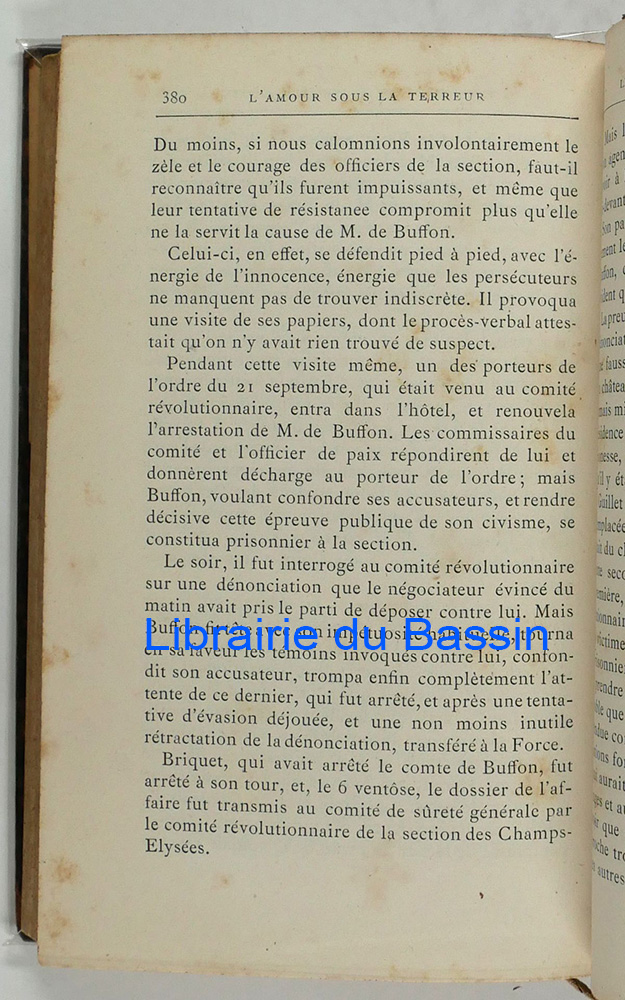 380 L'AMOUR SOUS LA TERREUR
Du moins, si nous calomnions involontairement le
zèle et le courage des officiers de la section, faut-il
reconnaître qu'ils furent impuissants, et même que
leur tentative de résistanee compromit plus qu'elle
ne la servit la cause de M. de Buffon.
Celui-ci, en effet, se défendit pied à pied, avec l'é-
nergie de l'innocence, énergie que les persécuteurs
ne manquent pas de trouver indiscrète. Il provoqua
une visite de ses papiers, dont le procès-verbal attes-
tait qu'on n'y avait rien trouvé de suspect.
Pendant cette visite même, un des porteurs de
l'ordre du 21 septembre, qui était venu au comité
révolutionnaire, entra dans l'hôtel, et renouvela
l'arrestation de M. de Buffon. Les commissaires du
comité et l'officier de paix répondirent de lui et
donnèrent décharge au porteur de l'ordre; mais
Buffon, voulant confondre ses accusateurs, et rendre
décisive cette épreuve publique de son civisme, se
constitua prisonnier à la section.
Le soir, il fut interrogé au comité révolutionnaire
sur une dénonciation que le négociateur évincé du
matin avait pris le parti de déposer contre lui. Mais
Buffon fit tête avec son impétuosité habituelle, tourna
Librairie du Bassin
en sa faveur les témoins invoqués contre lui, confon-
dit son accusateur, trompa enfin complètement l'at-
tente de ce dernier, qui fut arrêté, et après une tenta-
tive d'évasion déjouée, et une non moins inutile
rétractation de la dénonciation, transféré à la Force.
Briquet, qui avait arrêté le comte de Buffon, fut
arrêté à son tour, et, le 6 ventôse, le dossier de l'af-
faire fut transmis au comité de sûreté générale par
le comité révolutionnaire de la section des Champs-
Elysées.